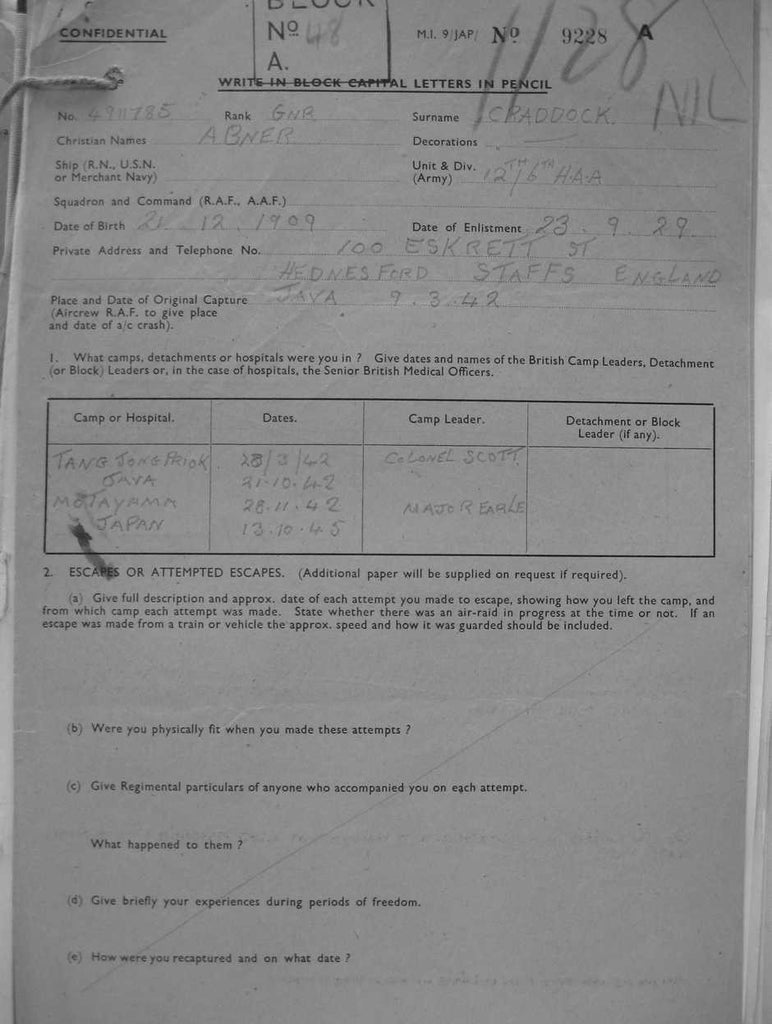 BLOCK
CONFIDENTIAL Nº 48 M.I. 9/JAP/ Nº 9228 A
A. 1128
WRITE IN BLOCK CAPITAL LETTERS IN PENCIL
NIL
No. 4911785 Rank GNR Surname CRADDOCK
Christian Names ABNER Decorations —
Ship (R.N., U.S.N. Unit & Div. 12TH/6TH HAA
or Merchant Navy) (Army)
Squadron and Command (R.A.F., A.A.F.)
Date of Birth 21.12.1909 Date of Enlistment 23.9.29
Private Address and Telephone No. 100 ESKRETT ST
HEDNESFORD STAFFS ENGLAND
Place and Date of Original Capture JAVA 9.3.42
(Aircrew R.A.F. to give place
and date of a/c crash).
1. What camps, detachments or hospitals were you in ? Give dates and names of the British Camp Leaders, Detachment
(or Block) Leaders or, in the case of hospitals, the Senior British Medical Officers.
Camp or Hospital. Dates. Camp Leader. Detachment or Block
Leader (if any).
TANG JONG PRIOK 28/3/42 COLONEL SCOTT
JAVA 21.10.42
MOTAYAMA 28.11.42 MAJOR EARLE
JAPAN 13.10.45
2. ESCAPES OR ATTEMPTED ESCAPES. (Additional paper will be supplied on request if required).
(a) Give full description and approx. date of each attempt you made to escape, showing how you left the camp, and
from which camp each attempt was made. State whether there was an air-raid in progress at the time or not. If an
escape was made from a train or vehicle the approx. speed and how it was guarded should be included.
(b) Were you physically fit when you made these attempts ?
(c) Give Regimental particulars of anyone who accompanied you on each attempt.
What happened to them ?
(d) Give briefly your experiences during periods of freedom.
(e) How were you recaptured and on what date ?